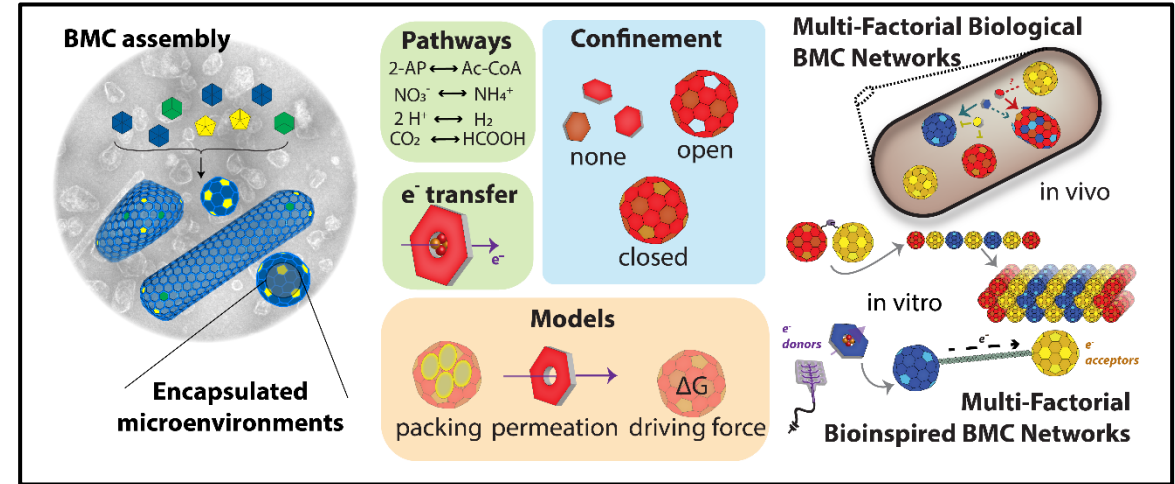 BMC assembly
Encapsulated
microenvironments
Pathways
2-AP ⟷ Ac-CoA
NO₃⁻ ⟷ NH₄⁺
2 H⁺ ⟷ H₂
CO₂ ⟷ HCOOH
e⁻ transfer
e⁻
Confinement
none
open
closed
Models
ΔG
packing
permeation
driving force
Multi-Factorial Biological
BMC Networks
?
in vivo
in vitro
e⁻
donors
e⁻
e⁻
acceptors
Multi-Factorial
Bioinspired BMC Networks